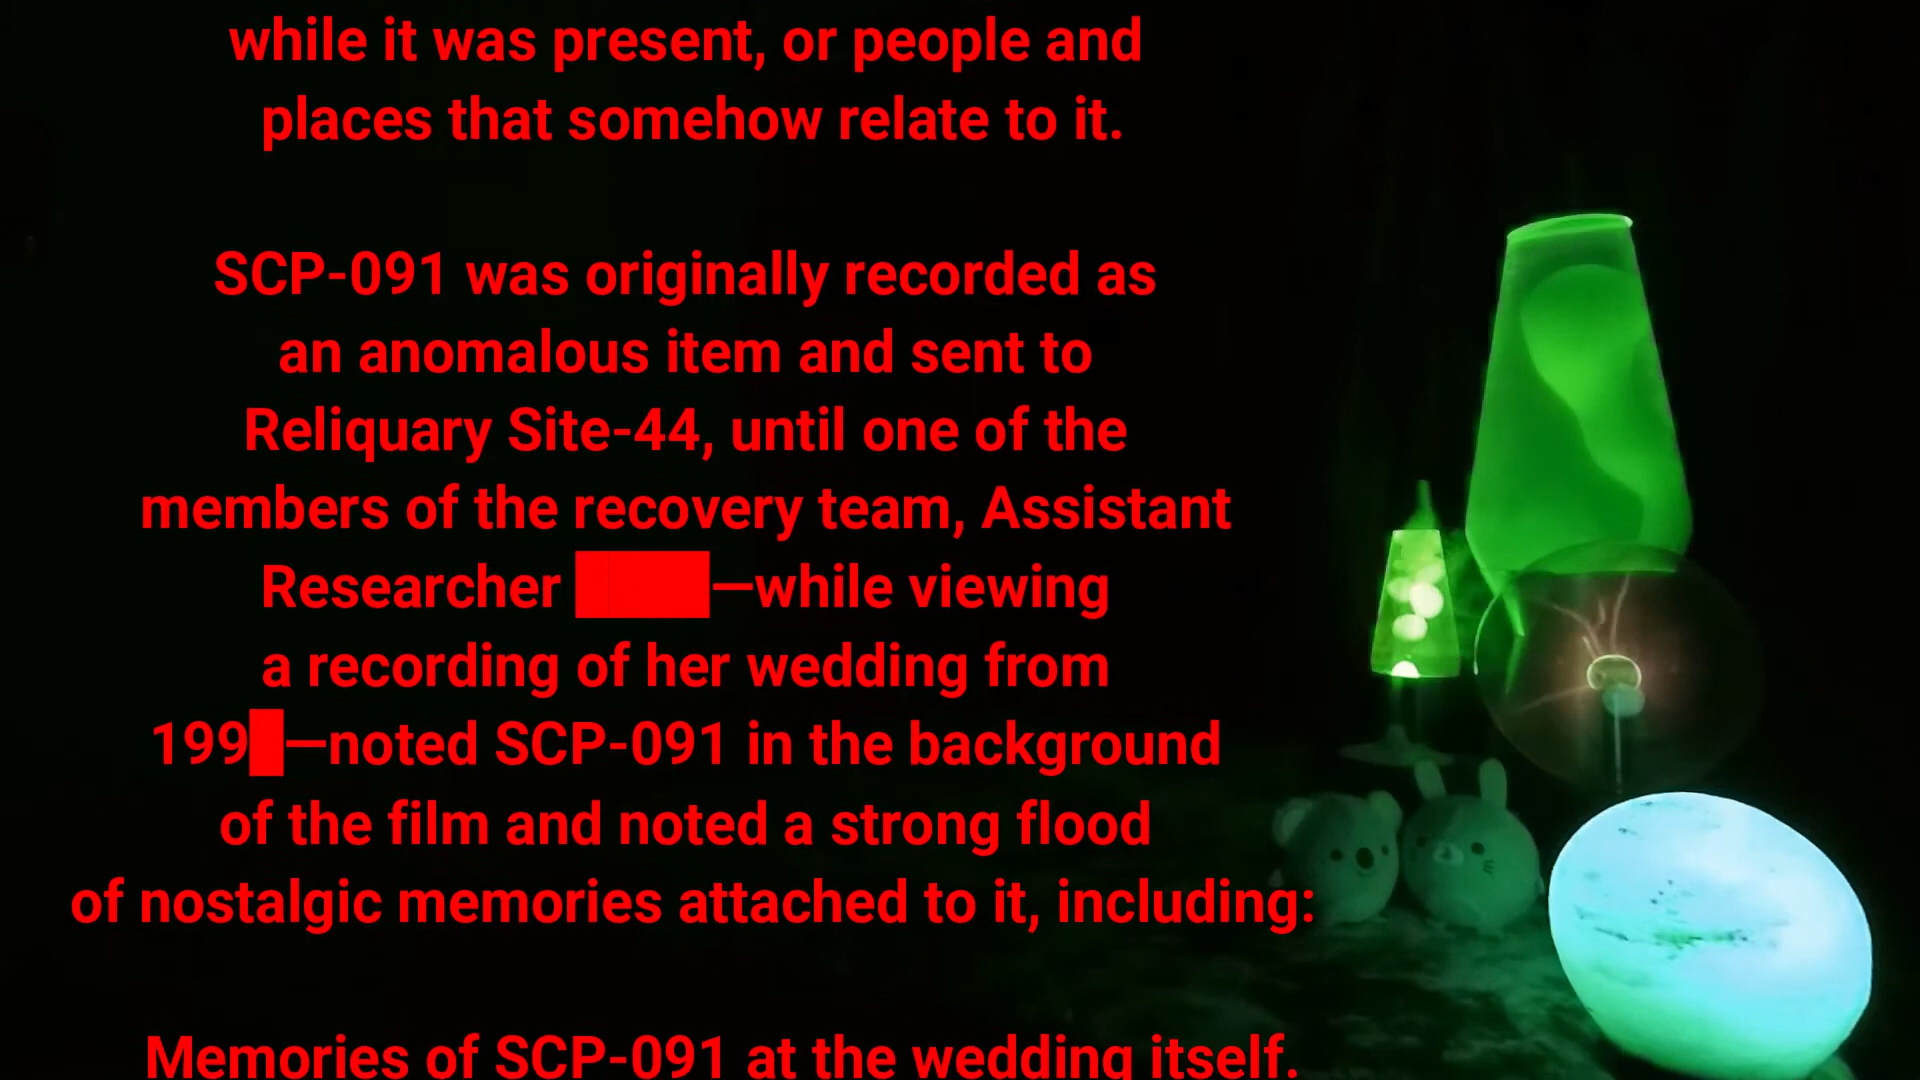 while it was present, or people and
places that somehow relate to it.
SCP-091 was originally recorded as
an anomalous item and sent to
Reliquary Site-44, until one of the
members of the recovery team, Assistant
Researcher ████—while viewing
a recording of her wedding from
199█—noted SCP-091 in the background
of the film and noted a strong flood
of nostalgic memories attached to it, including:
Memories of SCP-091 at the wedding itself.